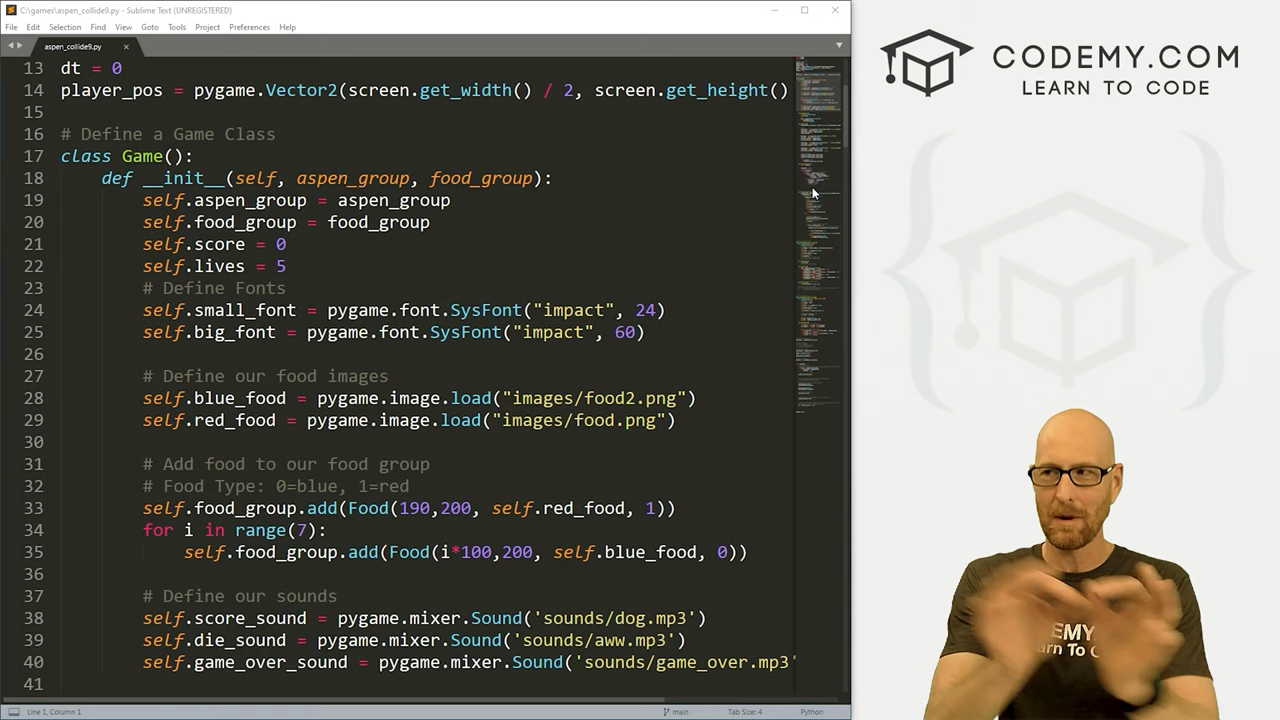 C:\games\aspen_collide9.py - Sublime Text (UNREGISTERED)
File Edit Selection Find View Goto Tools Project Preferences Help
aspen_collide9.py
13 dt = 0
14 player_pos = pygame.Vector2(screen.get_width() / 2, screen.get_height()
15
16 # Define a Game Class
17 class Game():
18 def __init__(self, aspen_group, food_group):
19 self.aspen_group = aspen_group
20 self.food_group = food_group
21 self.score = 0
22 self.lives = 5
23 # Define Fonts
24 self.small_font = pygame.font.SysFont("impact", 24)
25 self.big_font = pygame.font.SysFont("impact", 60)
26
27 # Define our food images
28 self.blue_food = pygame.image.load("images/food2.png")
29 self.red_food = pygame.image.load("images/food.png")
30
31 # Add food to our food group
32 # Food Type: 0=blue, 1=red
33 self.food_group.add(Food(190,200, self.red_food, 1))
34 for i in range(7):
35 self.food_group.add(Food(i*100,200, self.blue_food, 0))
36
37 # Define our sounds
38 self.score_sound = pygame.mixer.Sound('sounds/dog.mp3')
39 self.die_sound = pygame.mixer.Sound('sounds/aww.mp3')
40 self.game_over_sound = pygame.mixer.Sound('sounds/game_over.mp3'
41
Line 1, Column 1
main
Tab Size: 4
Python
CODEMY.COM
LEARN TO CODE